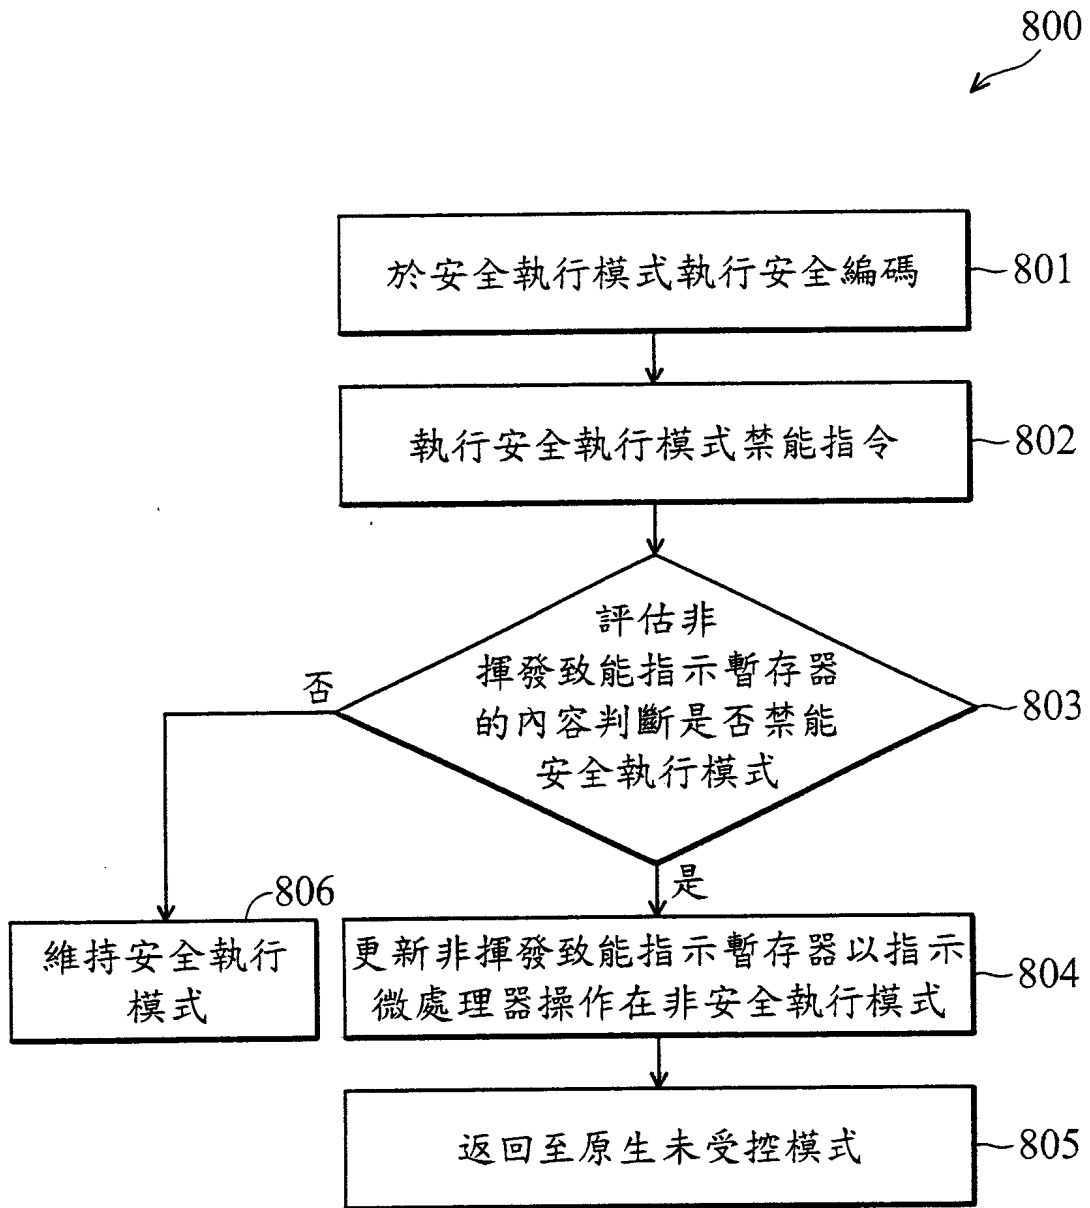 800
於安全執行模式執行安全編碼
801
執行安全執行模式禁能指令
802
評估非
揮發致能指示暫存器
的內容判斷是否禁能
安全執行模式
803
否
是
806
維持安全執行
模式
更新非揮發致能指示暫存器以指示
微處理器操作在非安全執行模式
804
返回至原生未受控模式
805